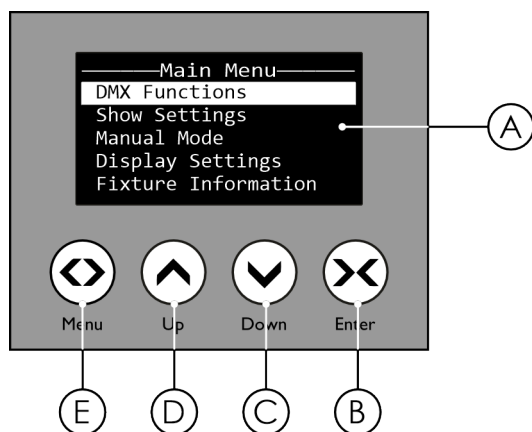 Main Menu
DMX Functions
Show Settings
Manual Mode
Display Settings
Fixture Information
A
Menu Up Down Enter
E D C B